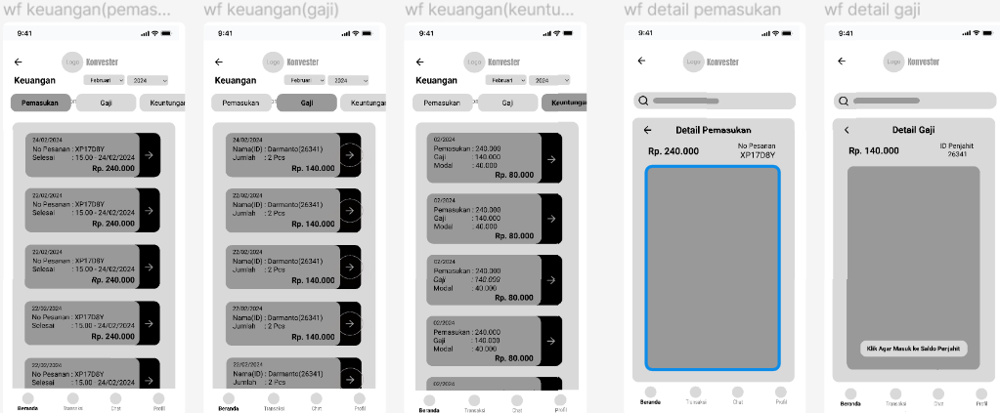 wf keuangan(pemas...
9:41
Logo Konvester
Keuangan
Februari 2024
Pemasukan Gaji Keuntungan
24/02/2024
No Pesanan : XP17D8Y
Selesai : 15.00 - 24/02/2024
Rp. 240.000
22/02/2024
No Pesanan : XP17D8Y
Selesai : 15.00 - 24/02/2024
Rp. 240.000
22/02/2024
No Pesanan : XP17D8Y
Selesai : 15.00 - 24/02/2024
Rp. 240.000
22/02/2024
No Pesanan : XP17D8Y
Selesai : 15.00 - 24/02/2024
Rp. 240.000
22/02/2024
No Pesanan : XP17D8Y
Selesai : 15.00 - 24/02/2024
Beranda Transaksi Chat Profil
wf keuangan(gaji)
9:41
Logo Konvester
Keuangan
Februari 2024
Pemasukan Gaji Keuntungan
24/02/2024
Nama(ID) : Darmanto(26341)
Jumlah : 2 Pcs
Rp. 140.000
22/02/2024
Nama(ID) : Darmanto(26341)
Jumlah : 2 Pcs
Rp. 140.000
22/02/2024
Nama(ID) : Darmanto(26341)
Jumlah : 2 Pcs
Rp. 140.000
22/02/2024
Nama(ID) : Darmanto(26341)
Jumlah : 2 Pcs
Rp. 140.000
22/02/2024
Nama(ID) : Darmanto(26341)
Jumlah : 2 Pcs
Beranda Transaksi Chat Profil
wf keuangan(keuntu...
9:41
Logo Konvester
Keuangan
Februari 2024
Pemasukan Gaji Keuntunga
02/2024
Pemasukan : 240.000
Gaji : 140.000
Modal : 40.000
Rp. 80.000
02/2024
Pemasukan : 240.000
Gaji : 140.000
Modal : 40.000
Rp. 80.000
02/2024
Pemasukan : 240.000
Gaji : 140.000
Modal : 40.000
Rp. 80.000
02/2024
Pemasukan : 240.000
Gaji : 140.000
Modal : 40.000
Rp. 80.000
02/2024
Beranda Transaksi Chat Profil
wf detail pemasukan
9:41
Logo Konvester
Detail Pemasukan
Rp. 240.000
No Pesanan
XP17D8Y
Beranda Transaksi Chat Profil
wf detail gaji
9:41
Logo Konvester
Detail Gaji
Rp. 140.000
ID Penjahit
26341
Klik Agar Masuk ke Saldo Penjahit
Beranda Transaksi Chat Profil